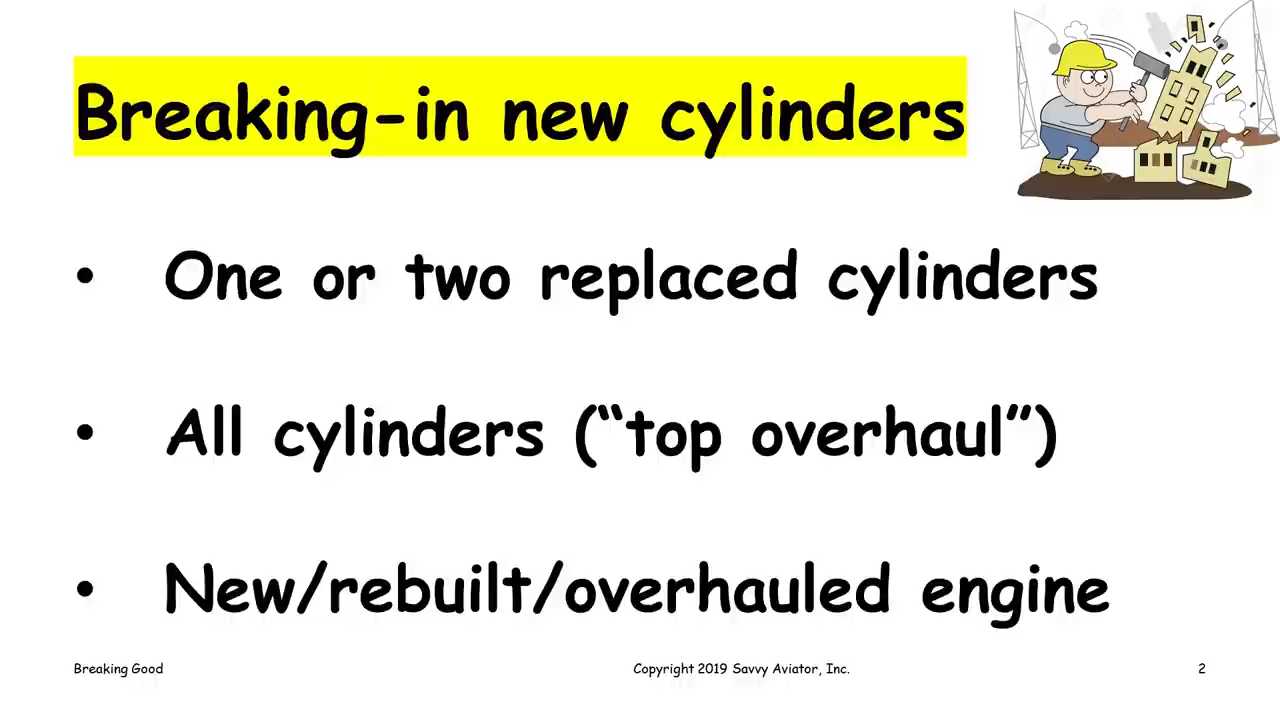 Breaking-in new cylinders
• One or two replaced cylinders
• All cylinders (“top overhaul”)
• New/rebuilt/overhauled engine
Breaking Good
Copyright 2019 Savvy Aviator, Inc.
2